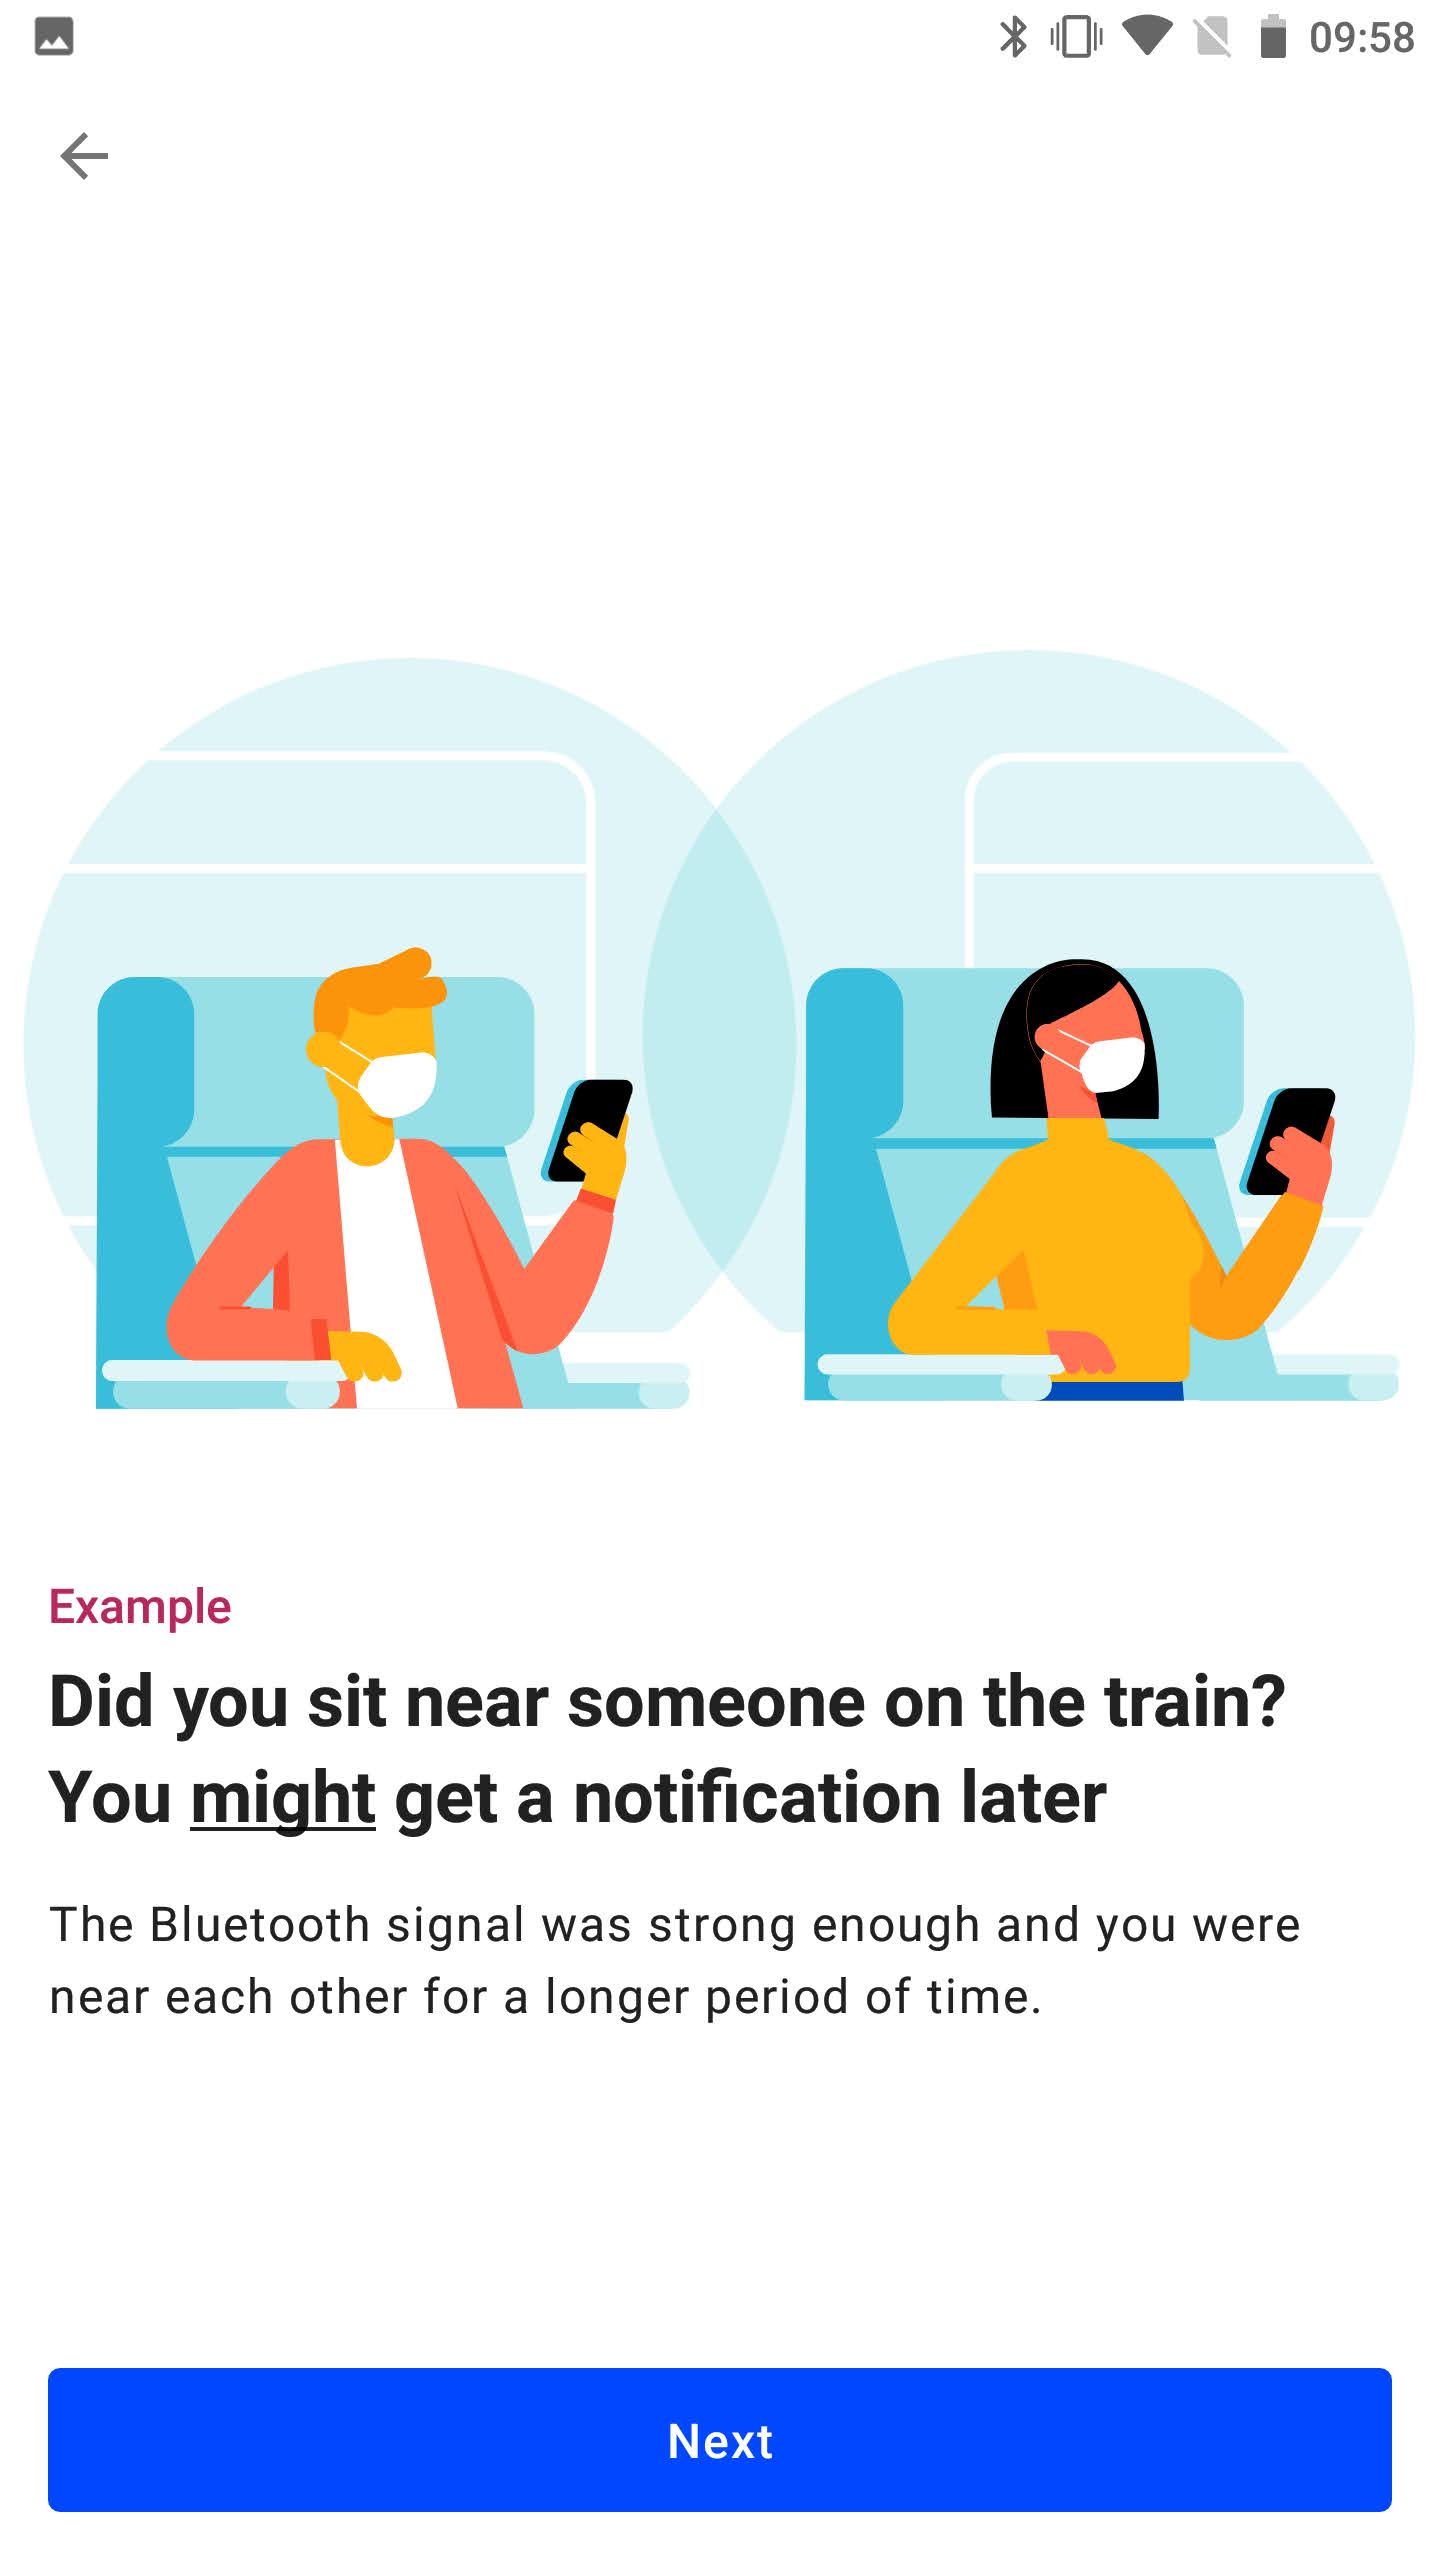 09:58
Example
Did you sit near someone on the train?
You might get a notification later
The Bluetooth signal was strong enough and you were
near each other for a longer period of time.
Next